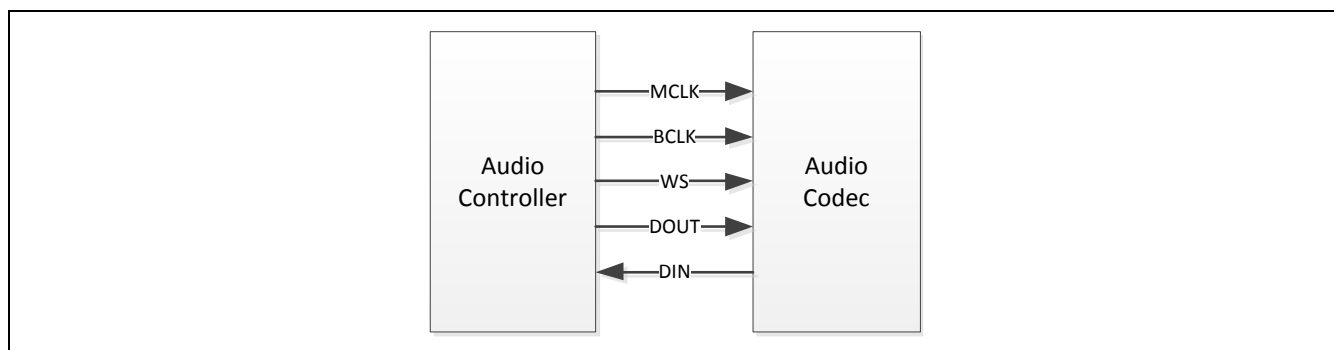 Audio
Controller
MCLK
BCLK
WS
DOUT
DIN
Audio
Codec